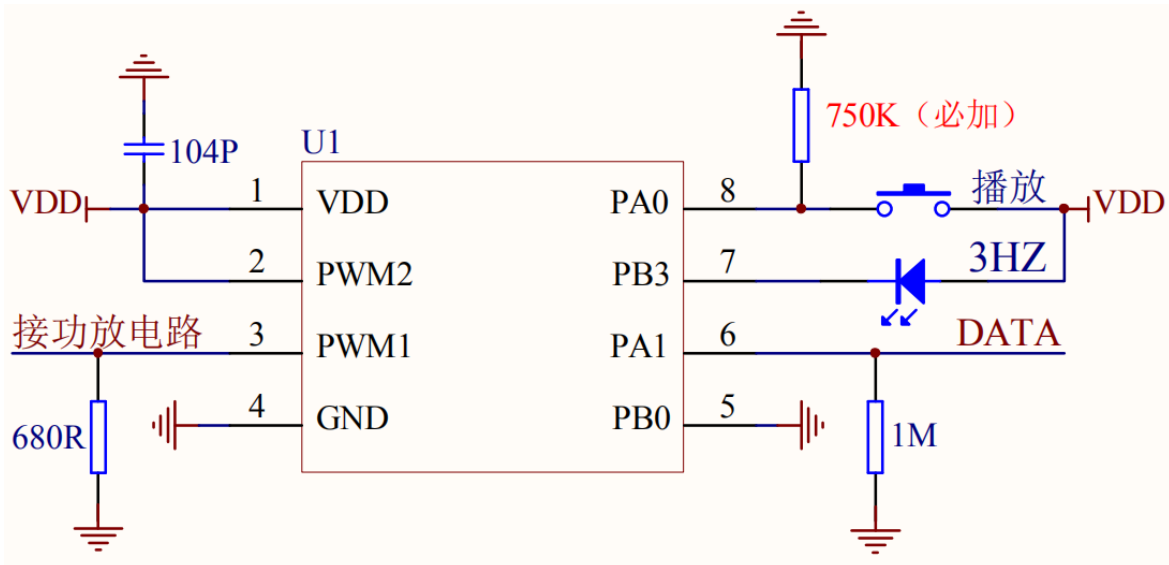 750K（必加）
104P
U1
VDD
1
VDD
PA0
8
播放
VDD
2
PWM2
PB3
7
3HZ
接功放电路
3
PWM1
PA1
6
DATA
680R
4
GND
PB0
5
1M